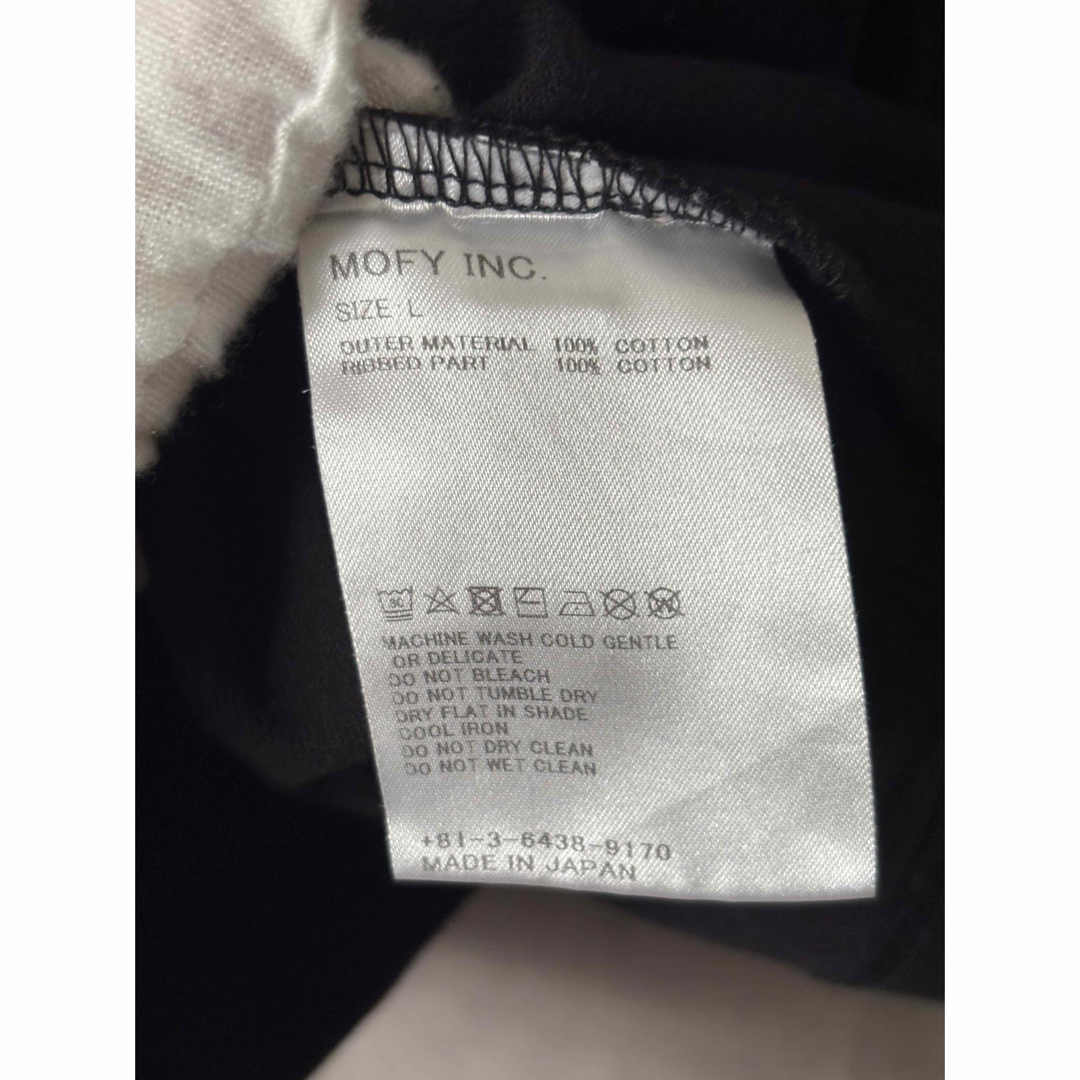 MOFY INC.
SIZE L
OUTER MATERIAL 100% COTTON
RIBBED PART 100% COTTON
30
MACHINE WASH COLD GENTLE
OR DELICATE
DO NOT BLEACH
DO NOT TUMBLE DRY
DRY FLAT IN SHADE
COOL IRON
DO NOT DRY CLEAN
DO NOT WET CLEAN
+81-3-6438-9170
MADE IN JAPAN